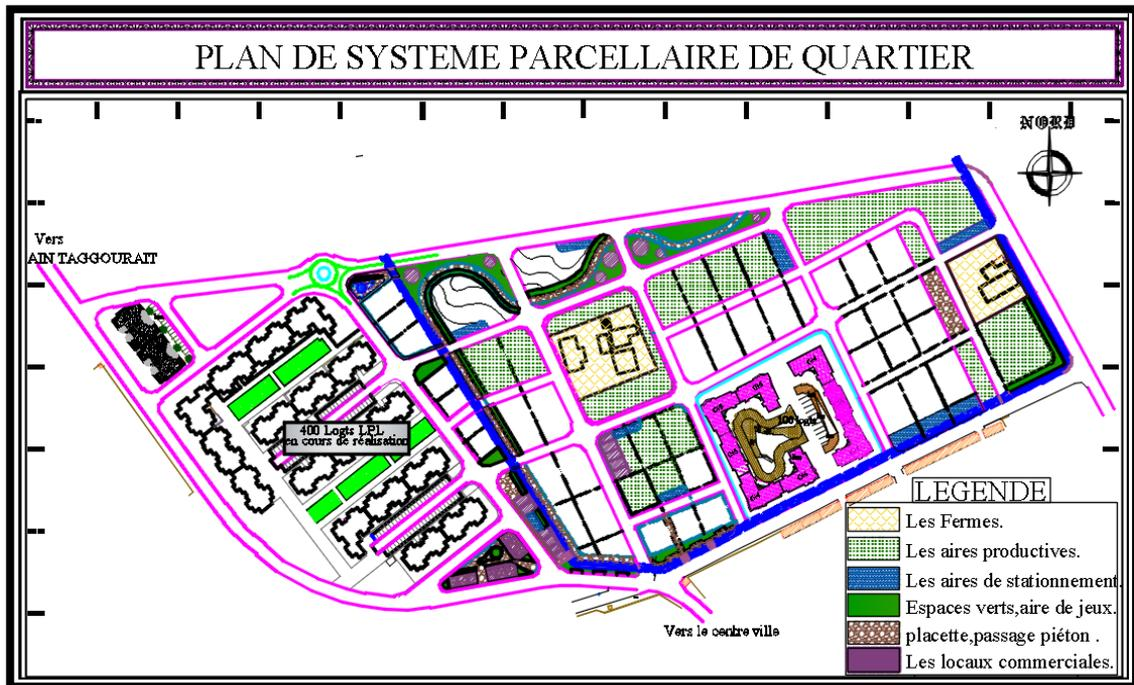 PLAN DE SYSTEME PARCELLAIRE DE QUARTIER
NORD
Vers
AIN TAGGOURAIT
400 Logts LPL
en cours de réalisation
Vers le centre ville
LEGENDE
Les Fermes.
Les aires productives.
Les aires de stationnement.
Espaces verts,aire de jeux.
placette,passage piéton .
Les locaux commerciales.